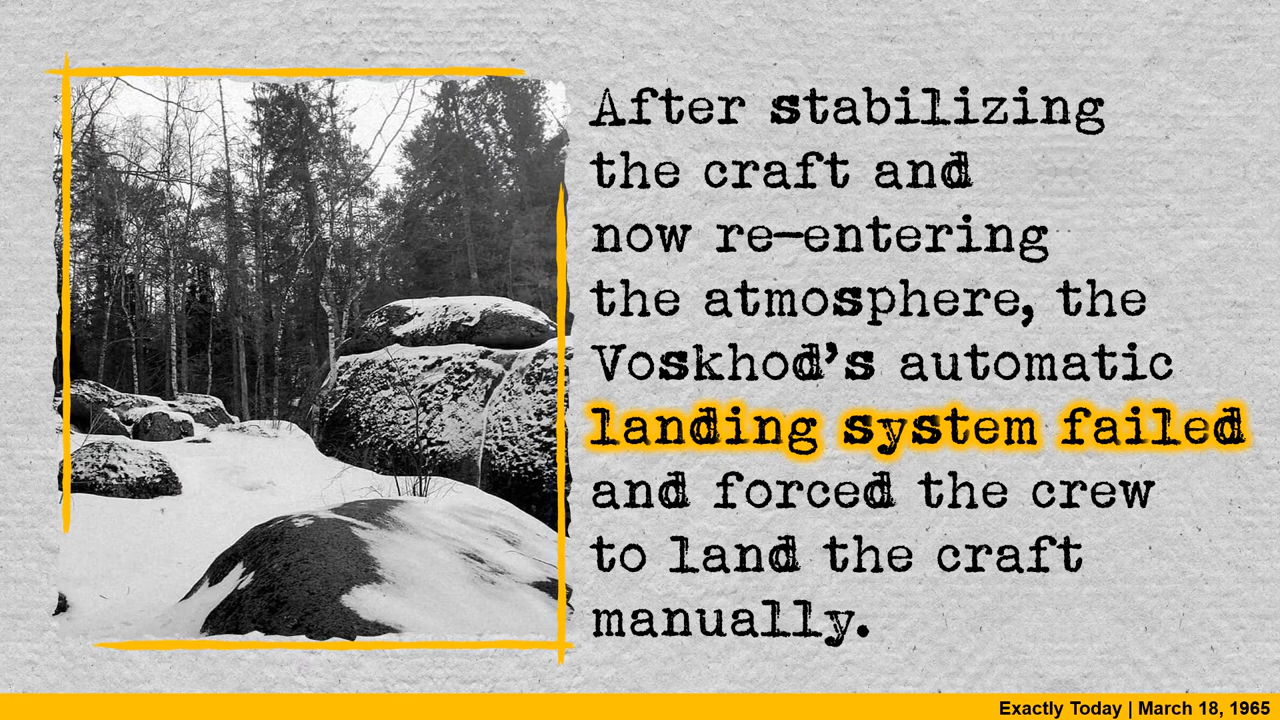 After stabilizing
the craft and
now re-entering
the atmosphere, the
Voskhod’s automatic
landing system failed
and forced the crew
to land the craft
manually.
Exactly Today | March 18, 1965